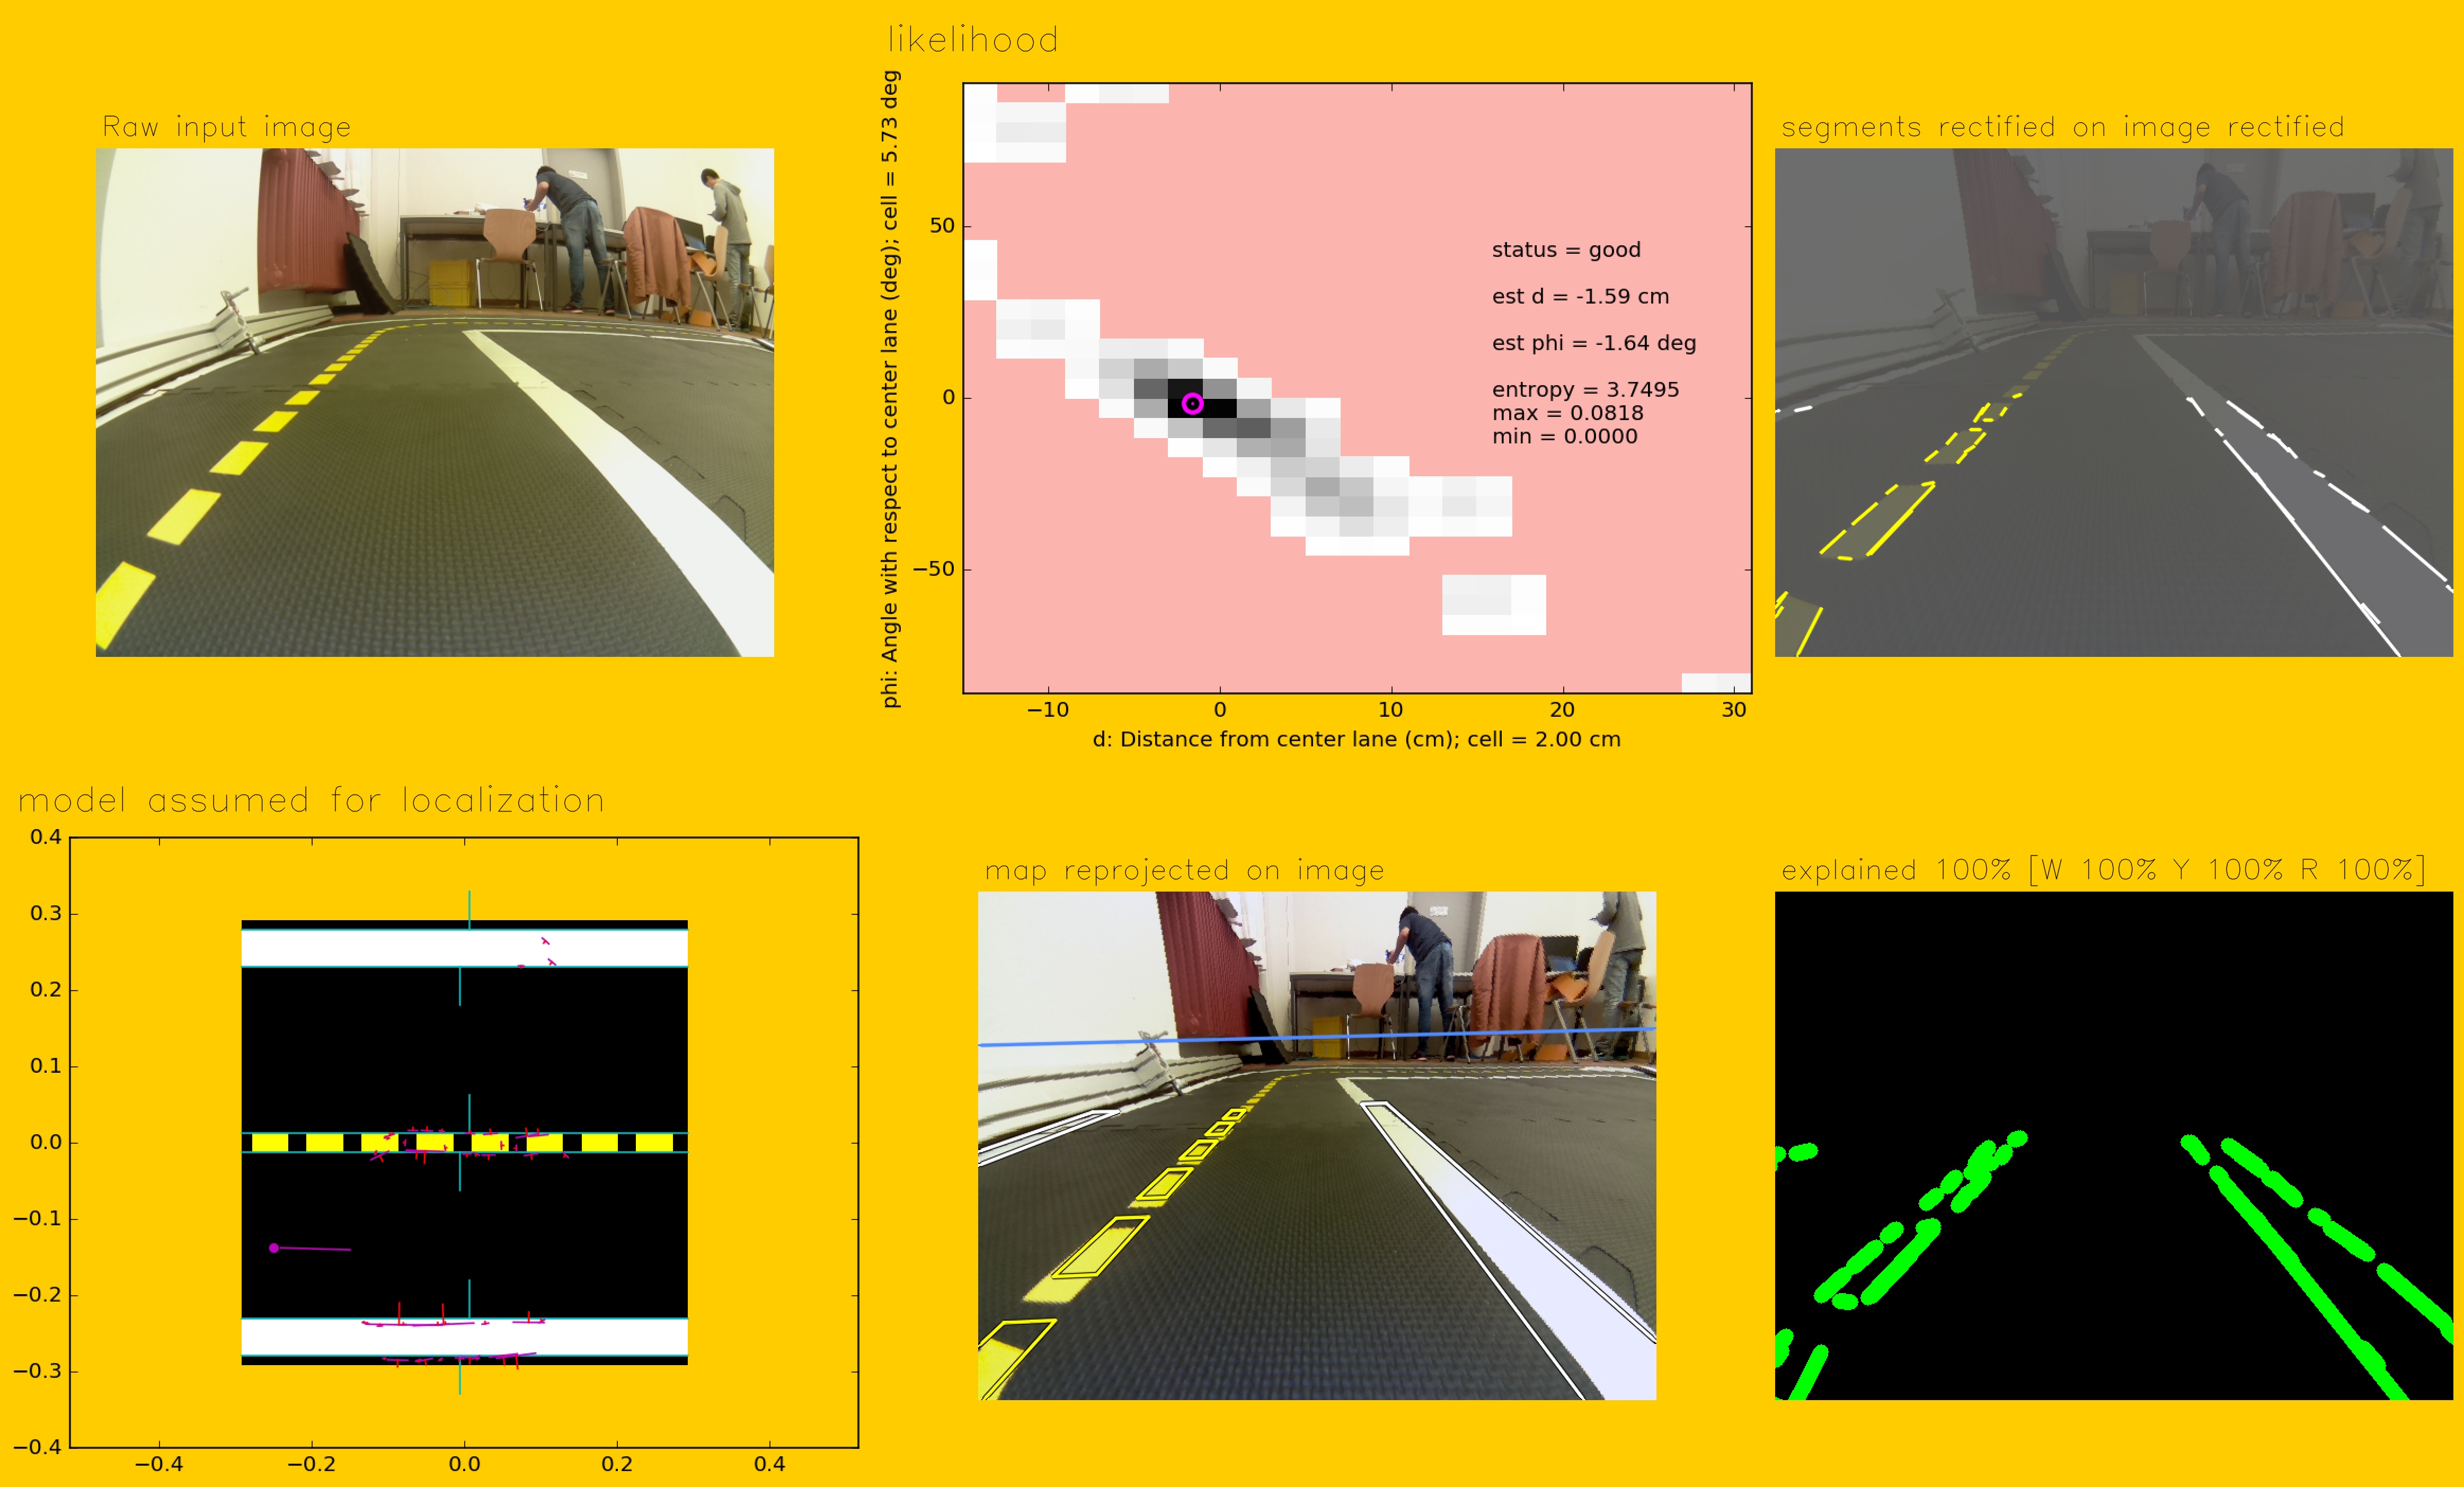 likelihood
Raw input image
segments rectified on image rectified
phi: Angle with respect to center lane (deg); cell = 5.73 deg
50
0
−50
status = good
est d = -1.59 cm
est phi = -1.64 deg
entropy = 3.7495
max = 0.0818
min = 0.0000
−10 0 10 20 30
d: Distance from center lane (cm); cell = 2.00 cm
model assumed for localization
0.4
0.3
0.2
0.1
0.0
−0.1
−0.2
−0.3
−0.4
−0.4 −0.2 0.0 0.2 0.4
map reprojected on image
explained 100% [W 100% Y 100% R 100%]